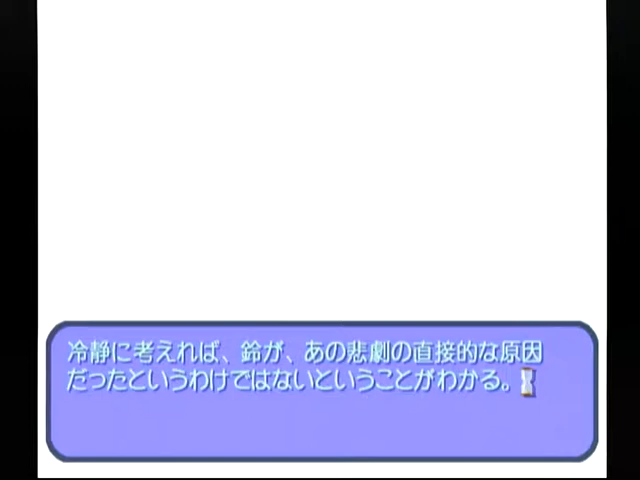 冷静に考えれば、鈴が、あの悲劇の直接的な原因
だったというわけではないということがわかる。